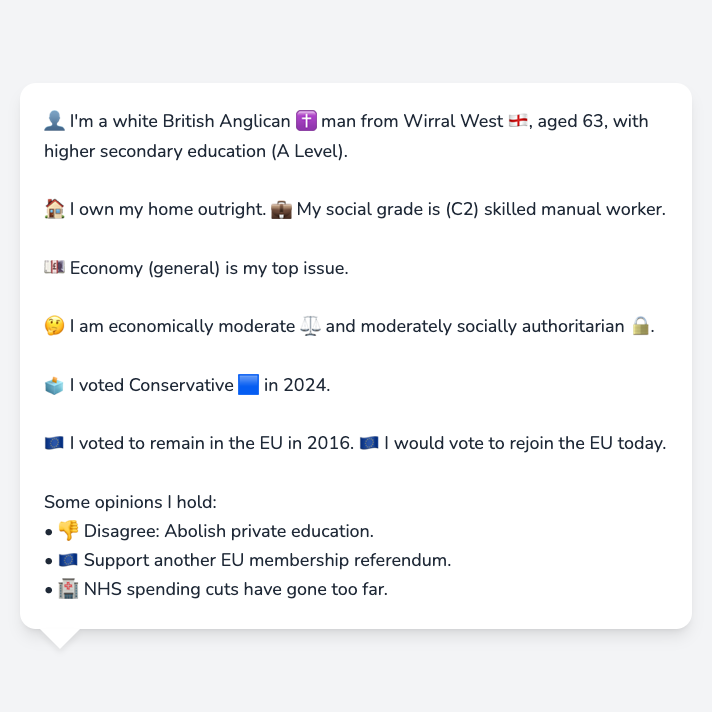 👤 I'm a white British Anglican ✝️ man from Wirral West 🏴󠁧󠁢󠁥󠁮󠁧󠁿, aged 63, with
higher secondary education (A Level).
🏠 I own my home outright. 💼 My social grade is (C2) skilled manual worker.
💷 Economy (general) is my top issue.
🤔 I am economically moderate ⚖️ and moderately socially authoritarian 🔒.
🗳️ I voted Conservative 🟦 in 2024.
🇪🇺 I voted to remain in the EU in 2016. 🇪🇺 I would vote to rejoin the EU today.
Some opinions I hold:
• 👎 Disagree: Abolish private education.
• 🇪🇺 Support another EU membership referendum.
• 🏥 NHS spending cuts have gone too far.